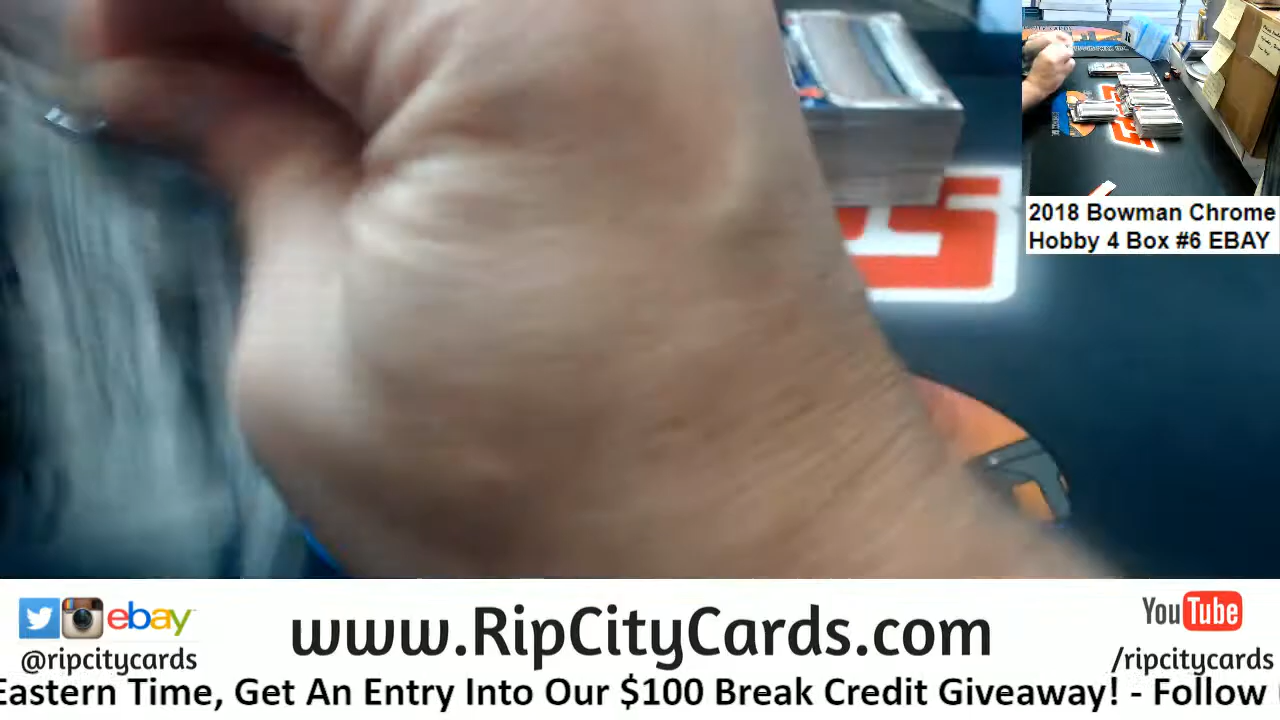 2018 Bowman Chrome
Hobby 4 Box #6 EBAY
ebay
@ripcitycards
www.RipCityCards.com
YouTube
/ripcitycards
Eastern Time, Get An Entry Into Our $100 Break Credit Giveaway! - Follow